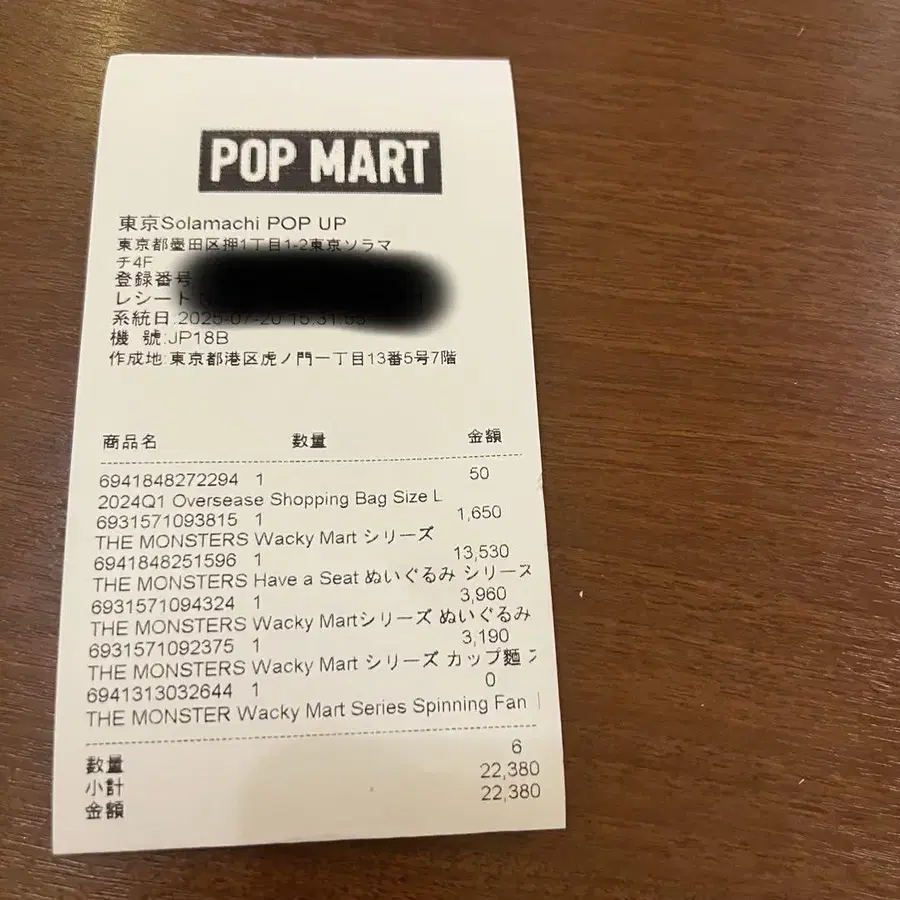 POP MART
東京Solamachi POP UP
東京都墨田区押1丁目1-2東京ソラマ
チ4F
登録番号
レシート
系統日:2025-07-20 15:31:53
機 號:JP18B
作成地:東京都港区虎ノ門一丁目13番5号7階
商品名 数量 金額
6941848272294 1 50
2024Q1 Oversease Shopping Bag Size L
6931571093815 1 1,650
THE MONSTERS Wacky Mart シリーズ
6941848251596 1 13,530
THE MONSTERS Have a Seat ぬいぐるみ シリース
6931571094324 1 3,960
THE MONSTERS Wacky Martシリーズ ぬいぐるみ
6931571092375 1 3,190
THE MONSTERS Wacky Mart シリーズ カップ麵
6941313032644 1 0
THE MONSTER Wacky Mart Series Spinning Fan
数量 6
小計 22,380
金額 22,380